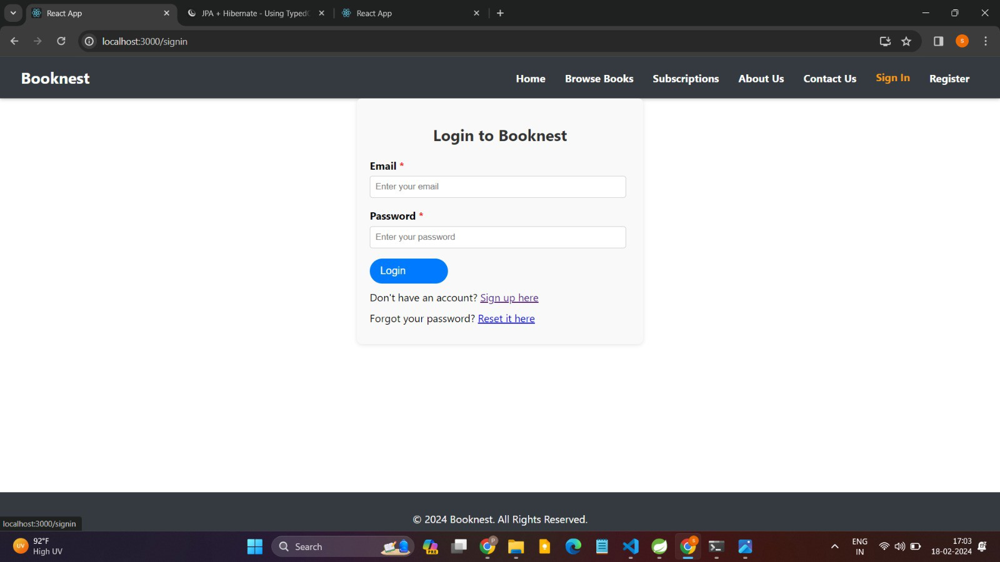 React App
JPA + Hibernate - Using Typed
React App
localhost:3000/signin
S
Booknest
Home
Browse Books
Subscriptions
About Us
Contact Us
Sign In
Register
Login to Booknest
Email *
Enter your email
Password *
Enter your password
Login
Don't have an account? Sign up here
Forgot your password? Reset it here
© 2024 Booknest. All Rights Reserved.
localhost:3000/signin
UV
92°F
High UV
Search
PRE
P
S
ENG
IN
17:03
18-02-2024